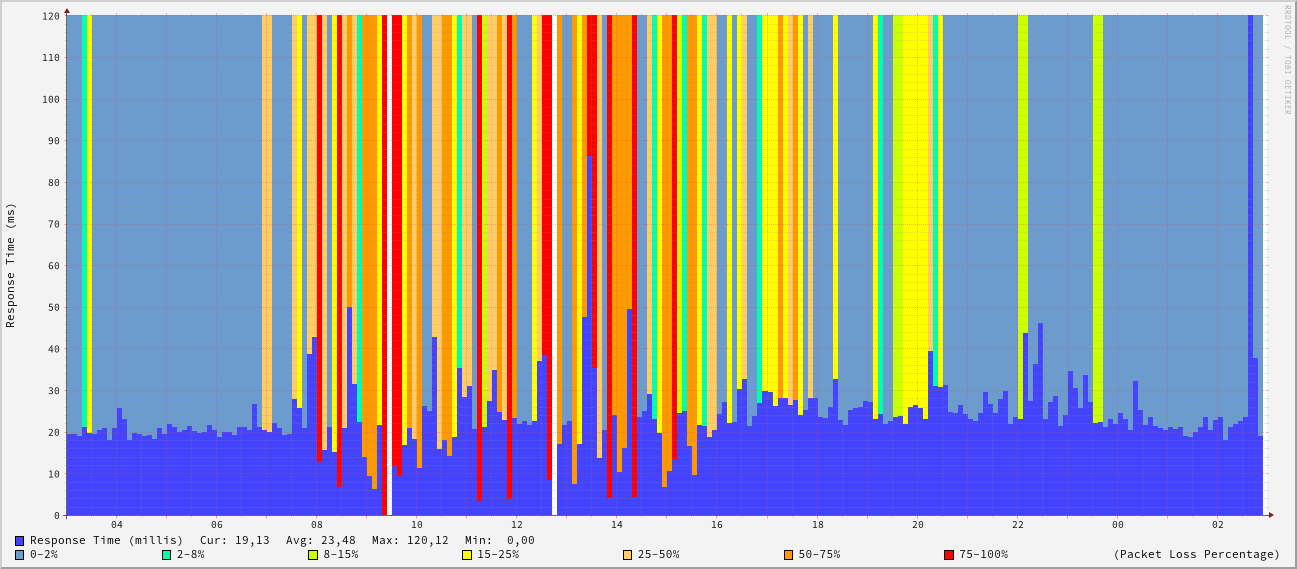 120
110
100
90
80
70
60
50
40
30
20
10
0
Response Time (ms)
RRDTOOL / TOBI OETIKER
04 06 08 10 12 14 16 18 20 22 00 02
Response Time (millis) Cur: 19,13 Avg: 23,48 Max: 120,12 Min: 0,00
0-2% 2-8% 8-15% 15-25% 25-50% 50-75% 75-100% (Packet Loss Percentage)